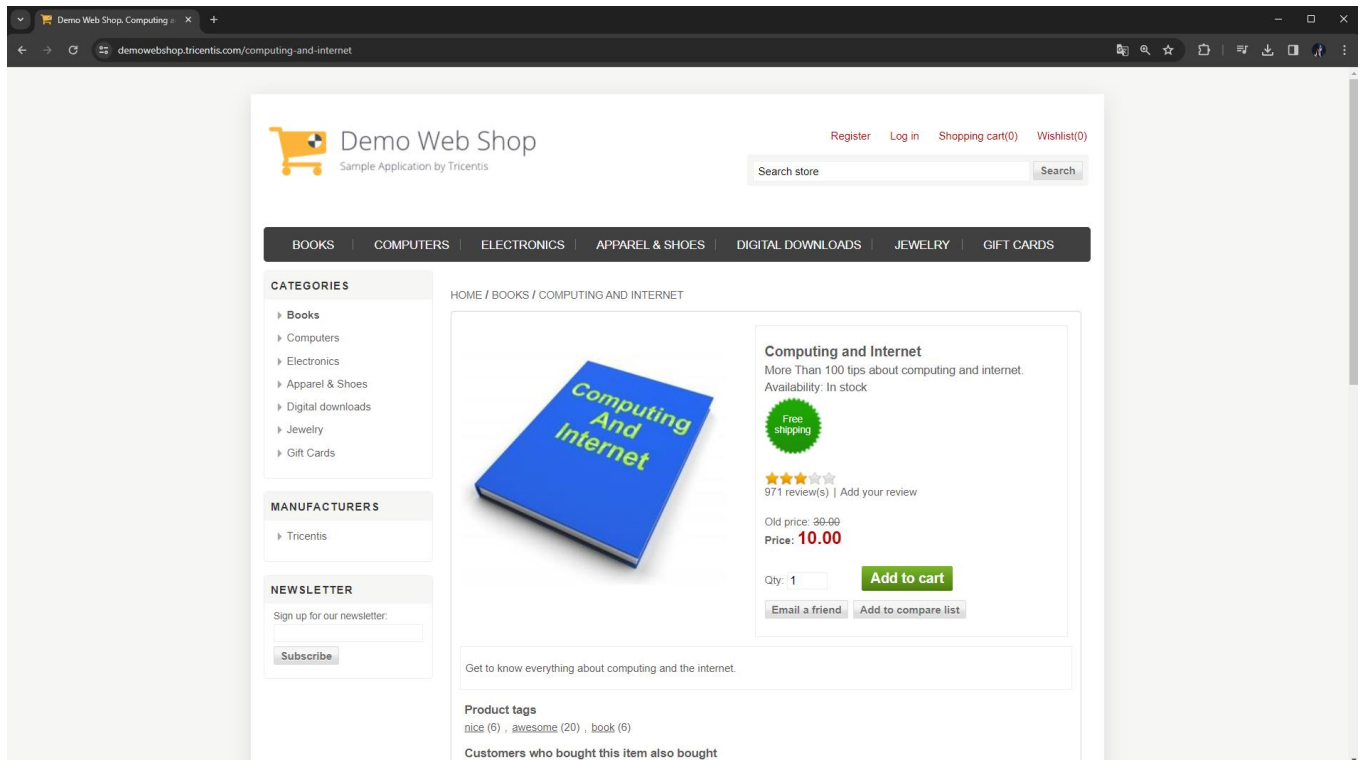 Demo Web Shop. Computing a
demowebshop.tricentis.com/computing-and-internet
Demo Web Shop
Sample Application by Tricentis
Register Log in Shopping cart(0) Wishlist(0)
Search store Search
BOOKS COMPUTERS ELECTRONICS APPAREL & SHOES DIGITAL DOWNLOADS JEWELRY GIFT CARDS
CATEGORIES
Books
Computers
Electronics
Apparel & Shoes
Digital downloads
Jewelry
Gift Cards
MANUFACTURERS
Tricentis
NEWSLETTER
Sign up for our newsletter:
Subscribe
HOME / BOOKS / COMPUTING AND INTERNET
Computing
And
Internet
Computing and Internet
More Than 100 tips about computing and internet.
Availability: In stock
Free
shipping
971 review(s) | Add your review
Old price: 30.00
Price: 10.00
Qty: 1 Add to cart
Email a friend Add to compare list
Get to know everything about computing and the internet.
Product tags
nice (6) , awesome (20) , book (6)
Customers who bought this item also bought